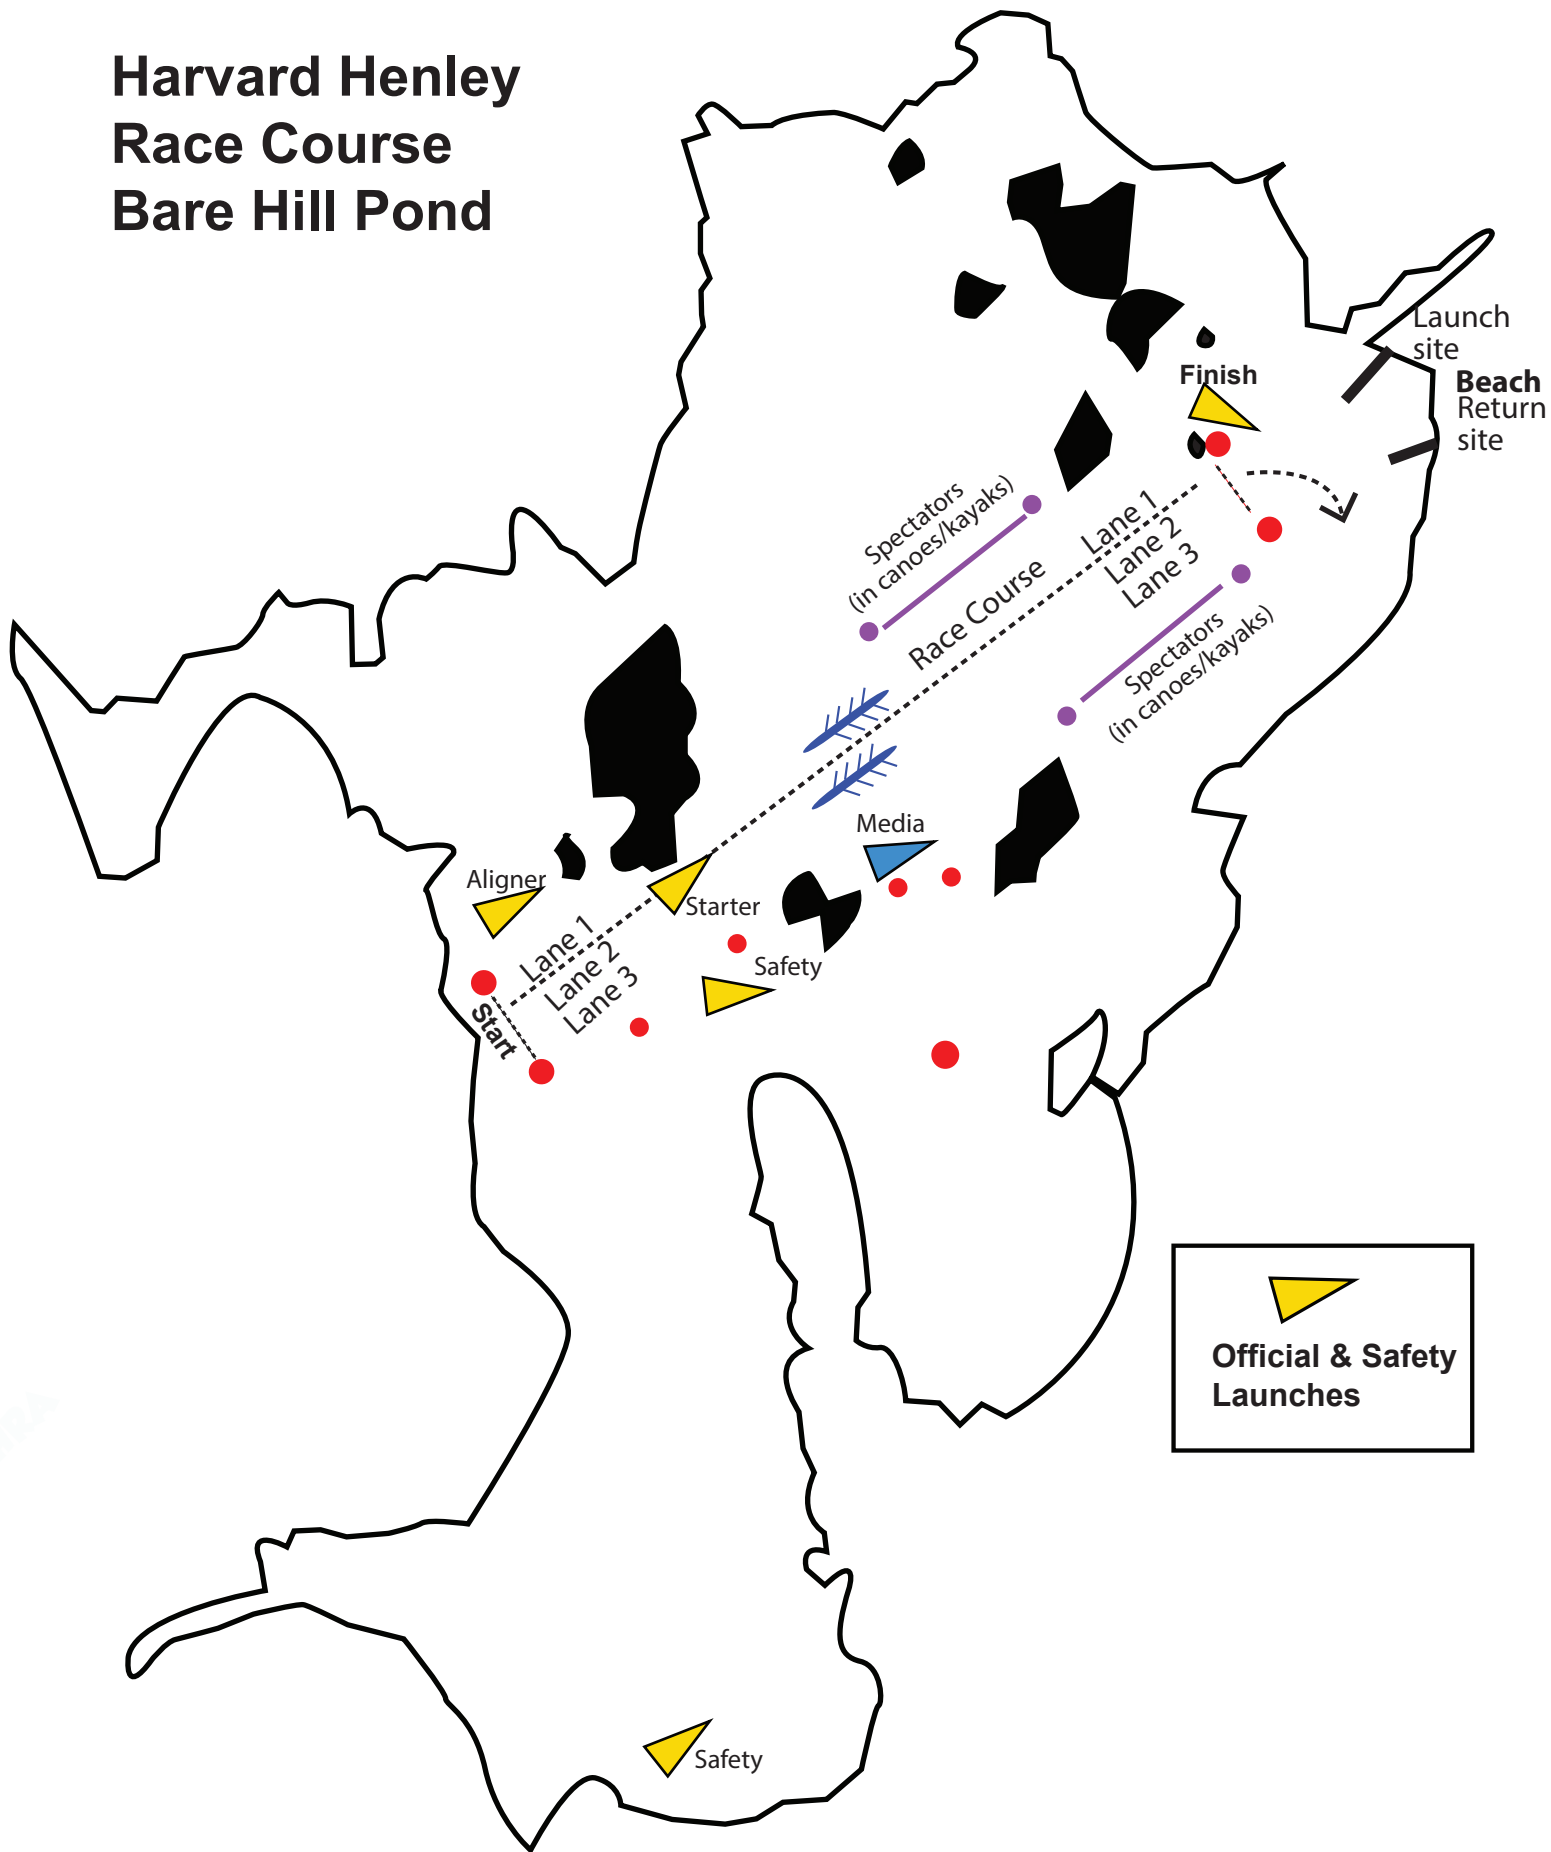 Harvard Henley
Race Course
Bare Hill Pond
Launch
site
Beach
Return
site
Finish
Spectators
(in canoes/kayaks)
Lane 1
Lane 2
Lane 3
Race Course
Spectators
(in canoes/kayaks)
Media
Aligner
Starter
Lane 1
Lane 2
Lane 3
Safety
Start
Official & Safety
Launches
Safety